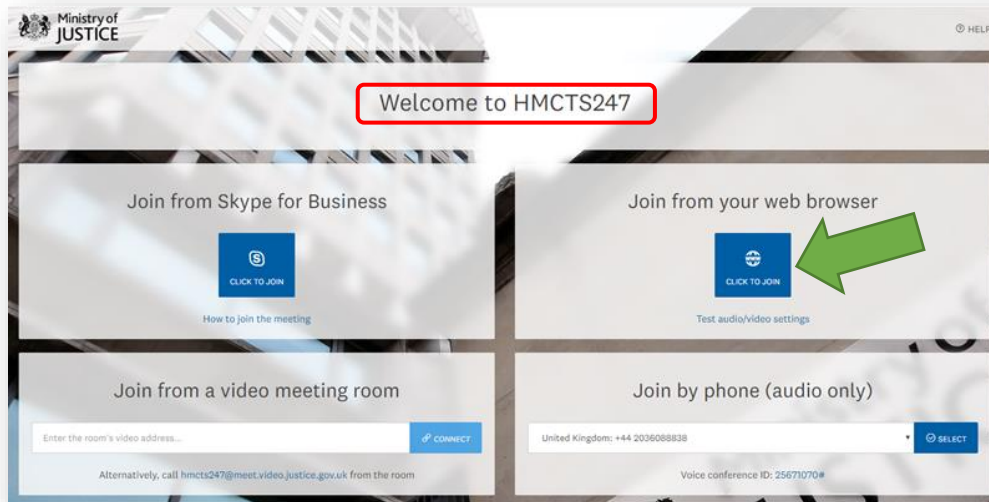 Ministry of
JUSTICE
HELP
Welcome to HMCTS247
Join from Skype for Business
CLICK TO JOIN
How to join the meeting
Join from your web browser
CLICK TO JOIN
Test audio/video settings
Join from a video meeting room
Enter the room's video address...
CONNECT
Alternatively, call hmcts247@meet.video.justice.gov.uk from the room
Join by phone (audio only)
United Kingdom: +44 2036088838
SELECT
Voice conference ID: 25671070#